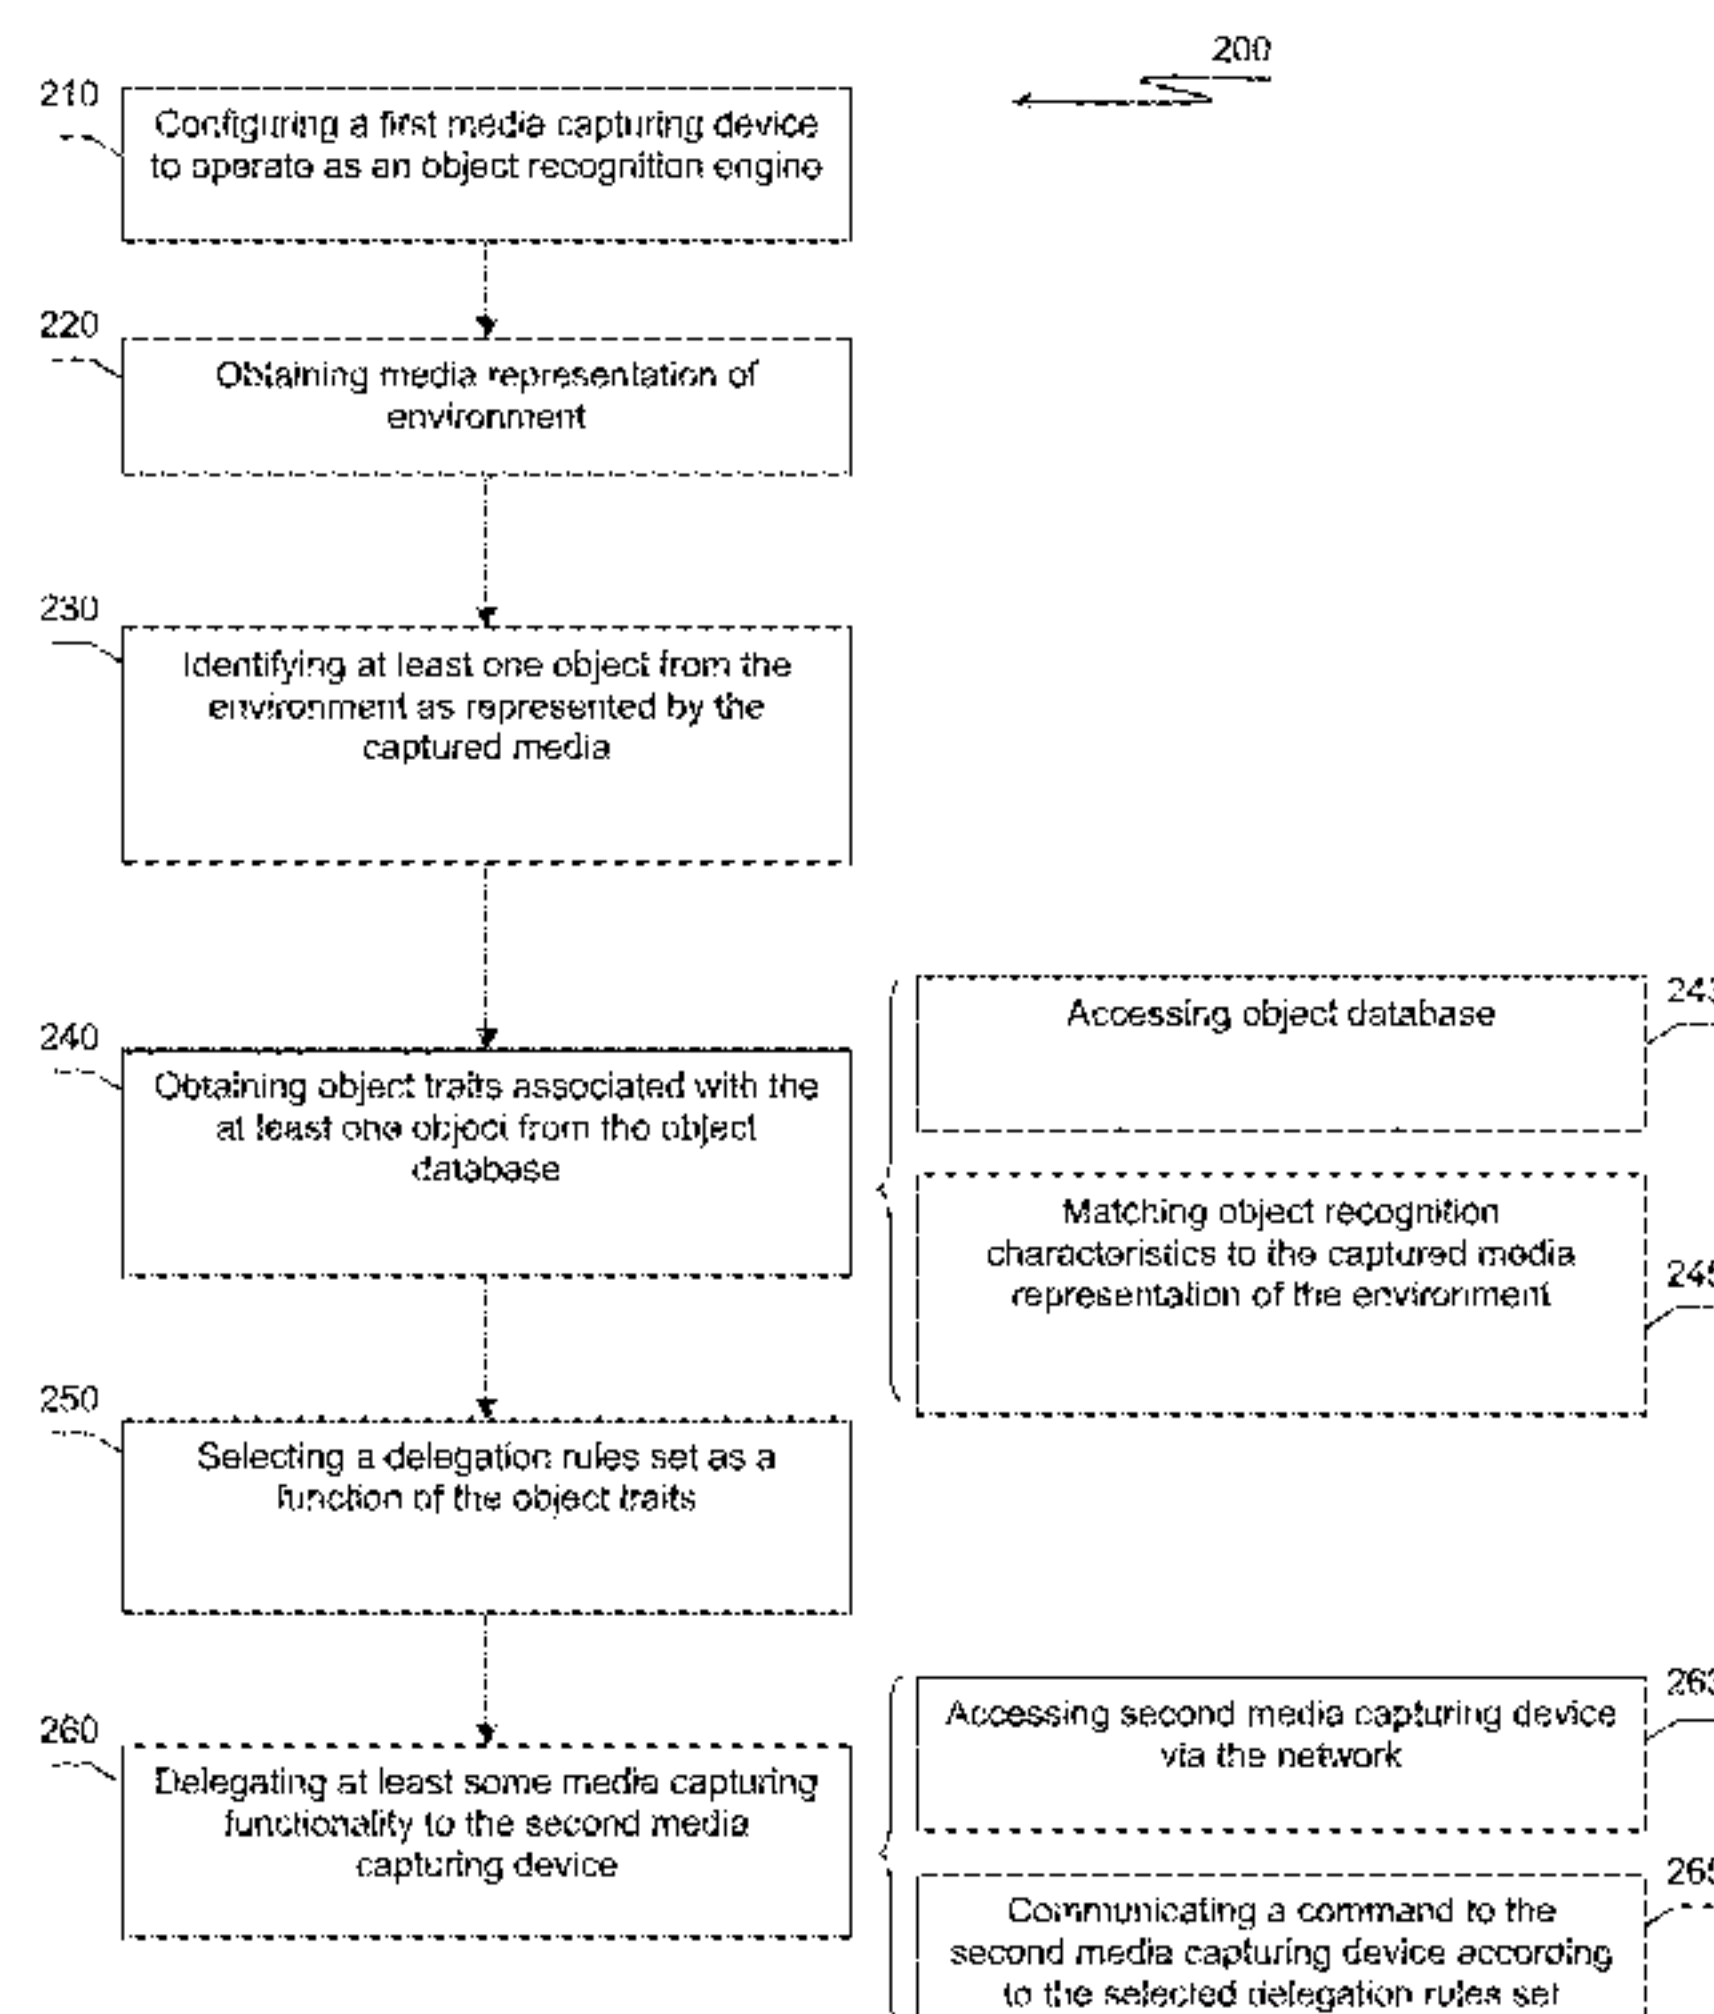 200
210
Configuring a first media capturing device
to operate as an object recognition engine
220
Obtaining media representation of
environment
230
Identifying at least one object from the
environment as represented by the
captured media
240
Obtaining object traits associated with the
at least one object from the object
database
243
Accessing object database
Matching object recognition
characteristics to the captured media
representation of the environment
245
250
Selecting a delegation rules set as a
function of the object traits
260
Delegating at least some media capturing
functionality to the second media
capturing device
263
Accessing second media capturing device
via the network
265
Communicating a command to the
second media capturing device according
to the selected delegation rules set